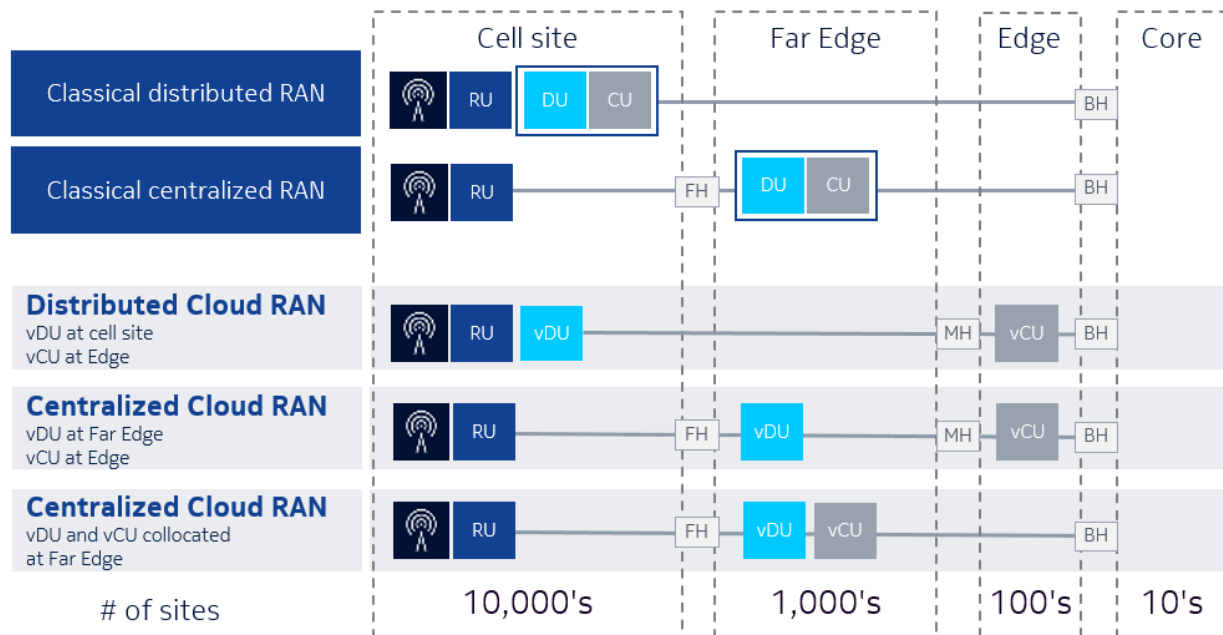 Cell site
Far Edge
Edge
Core
Classical distributed RAN
RU
DU
CU
BH
Classical centralized RAN
RU
FH
DU
CU
BH
Distributed Cloud RAN
vDU at cell site
vCU at Edge
RU
vDU
MH
vCU
BH
Centralized Cloud RAN
vDU at Far Edge
vCU at Edge
RU
FH
vDU
MH
vCU
BH
Centralized Cloud RAN
vDU and vCU collocated
at Far Edge
RU
FH
vDU
vCU
BH
# of sites
10,000's
1,000's
100's
10's